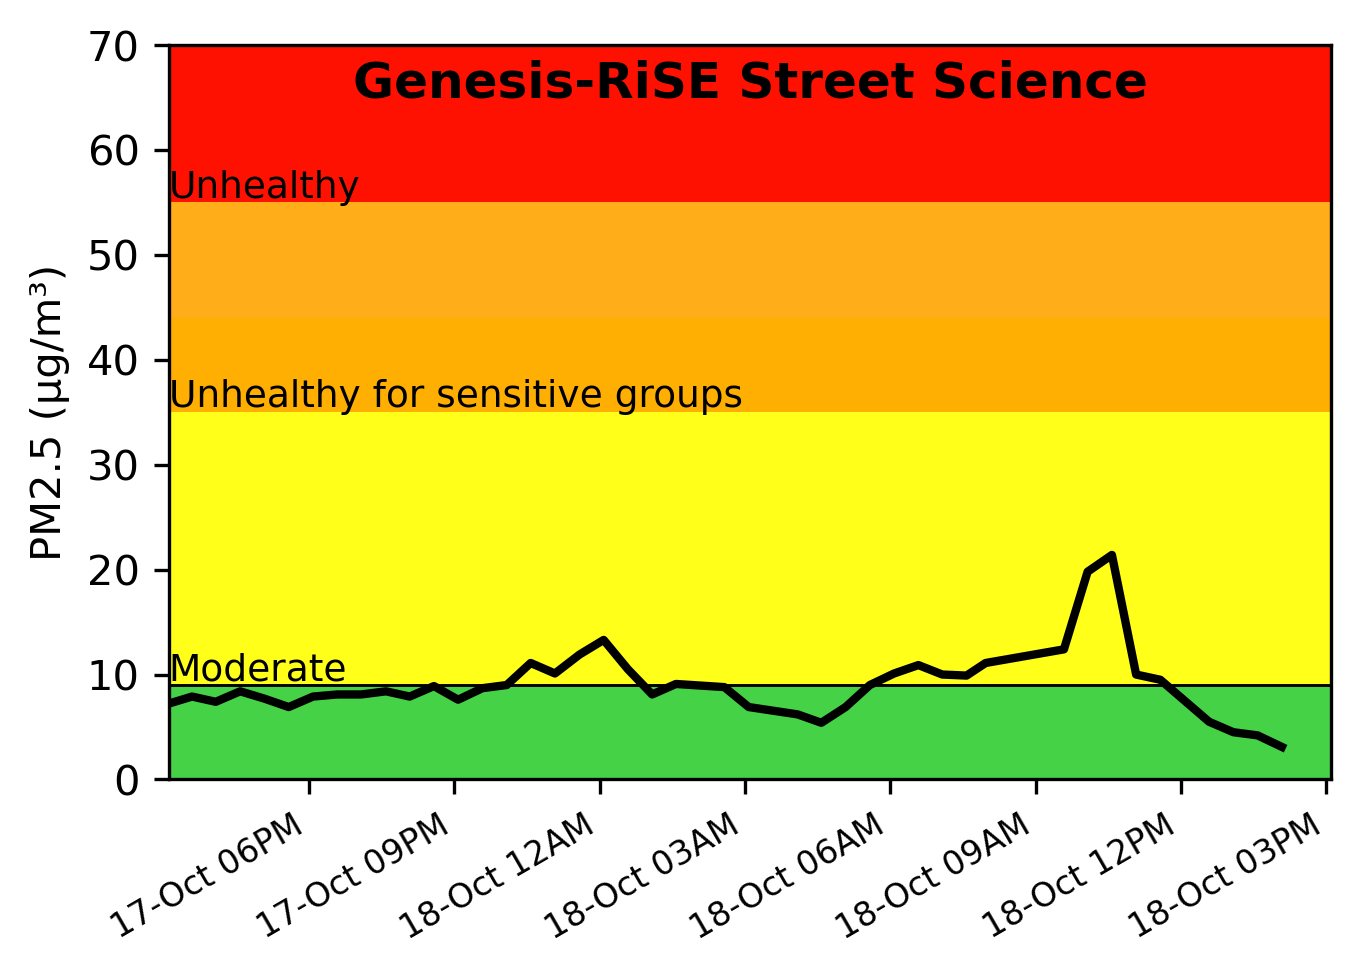 Genesis-RiSE Street Science
70
60
50
40
30
20
10
0
PM2.5 (µg/m³)
Unhealthy
Unhealthy for sensitive groups
Moderate
17-Oct 06PM
17-Oct 09PM
18-Oct 12AM
18-Oct 03AM
18-Oct 06AM
18-Oct 09AM
18-Oct 12PM
18-Oct 03PM